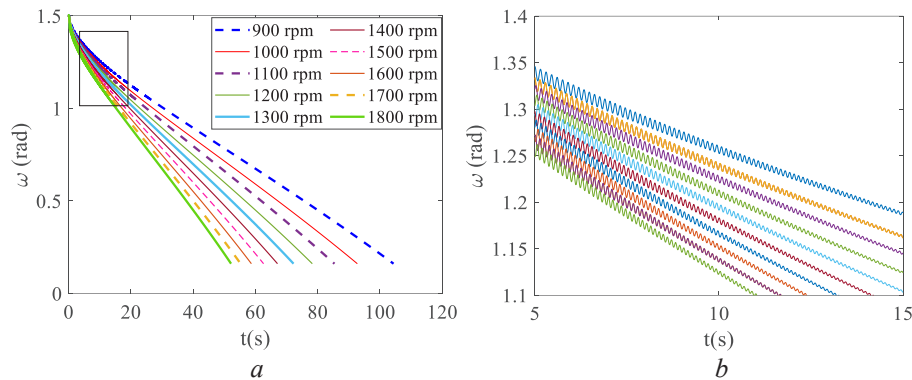 1.5
1
0.5
0
ω (rad)
0 20 40 60 80 100 120
t(s)
900 rpm 1400 rpm
1000 rpm 1500 rpm
1100 rpm 1600 rpm
1200 rpm 1700 rpm
1300 rpm 1800 rpm
a
1.4
1.35
1.3
1.25
1.2
1.15
1.1
ω (rad)
5 10 15
t(s)
b